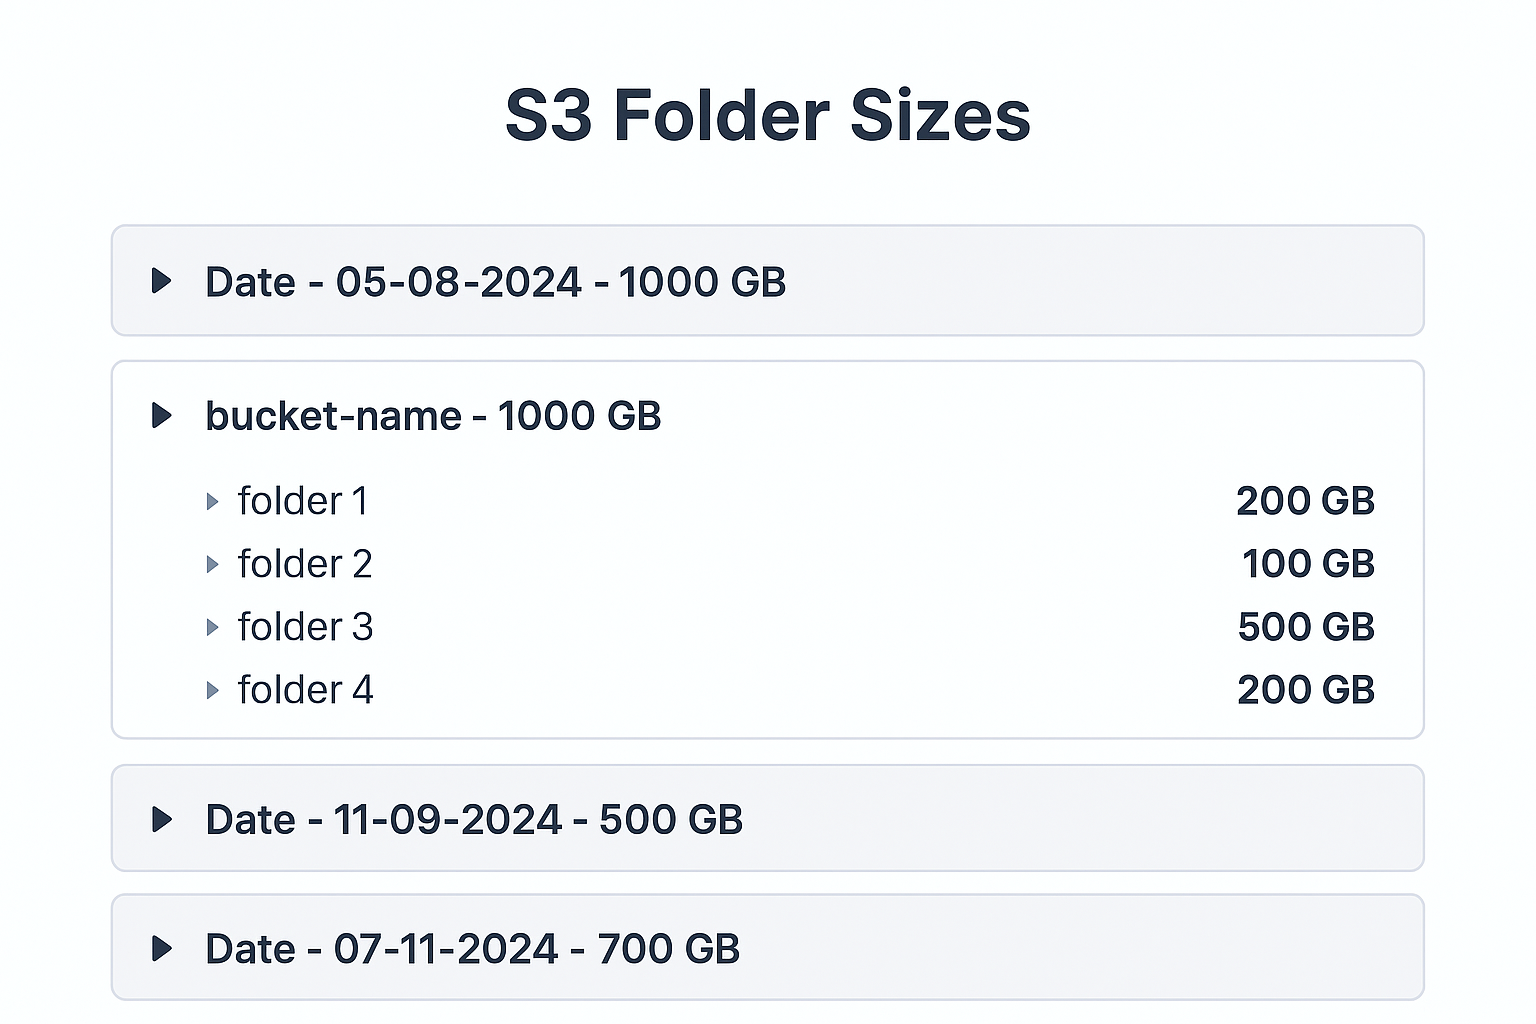 S3 Folder Sizes
Date - 05-08-2024 - 1000 GB
bucket-name - 1000 GB
folder 1 200 GB
folder 2 100 GB
folder 3 500 GB
folder 4 200 GB
Date - 11-09-2024 - 500 GB
Date - 07-11-2024 - 700 GB